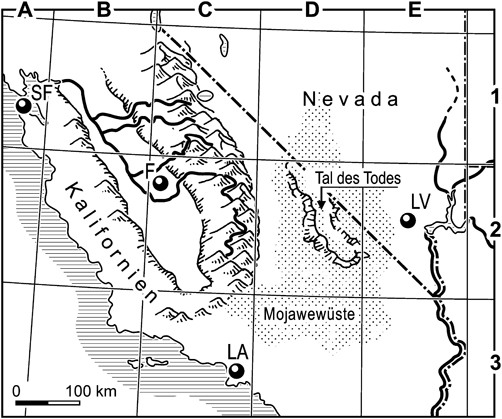 A B C D E
1
SF
Nevada
Tal des Todes
F
LV
2
Kalifornien
Mojawewüste
LA
3
0 100 km